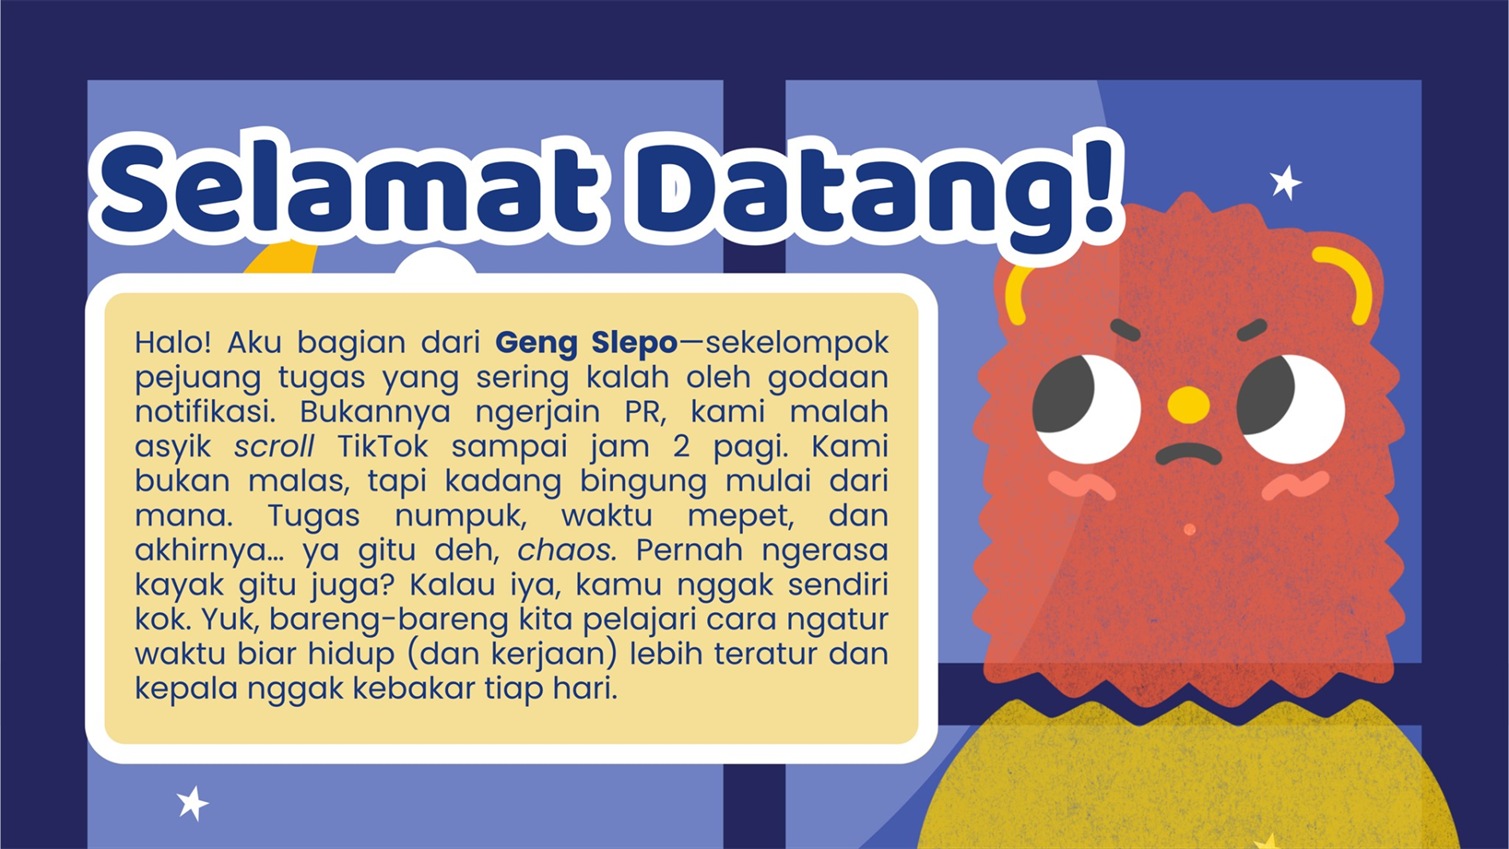 Selamat Datang!
Halo! Aku bagian dari Geng Slepo—sekelompok
pejuang tugas yang sering kalah oleh godaan
notifikasi. Bukannya ngerjain PR, kami malah
asyik scroll TikTok sampai jam 2 pagi. Kami
bukan malas, tapi kadang bingung mulai dari
mana. Tugas numpuk, waktu mepet, dan
akhirnya... ya gitu deh, chaos. Pernah ngerasa
kayak gitu juga? Kalau iya, kamu nggak sendiri
kok. Yuk, bareng-bareng kita pelajari cara ngatur
waktu biar hidup (dan kerjaan) lebih teratur dan
kepala nggak kebakar tiap hari.